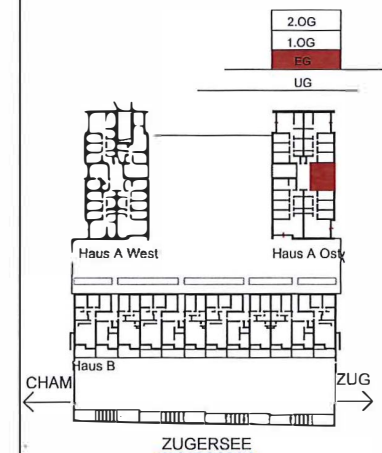 2.OG
1.OG
EG
UG
Haus A West
Haus A Ost
Haus B
CHAM
ZUG
ZUGERSEE